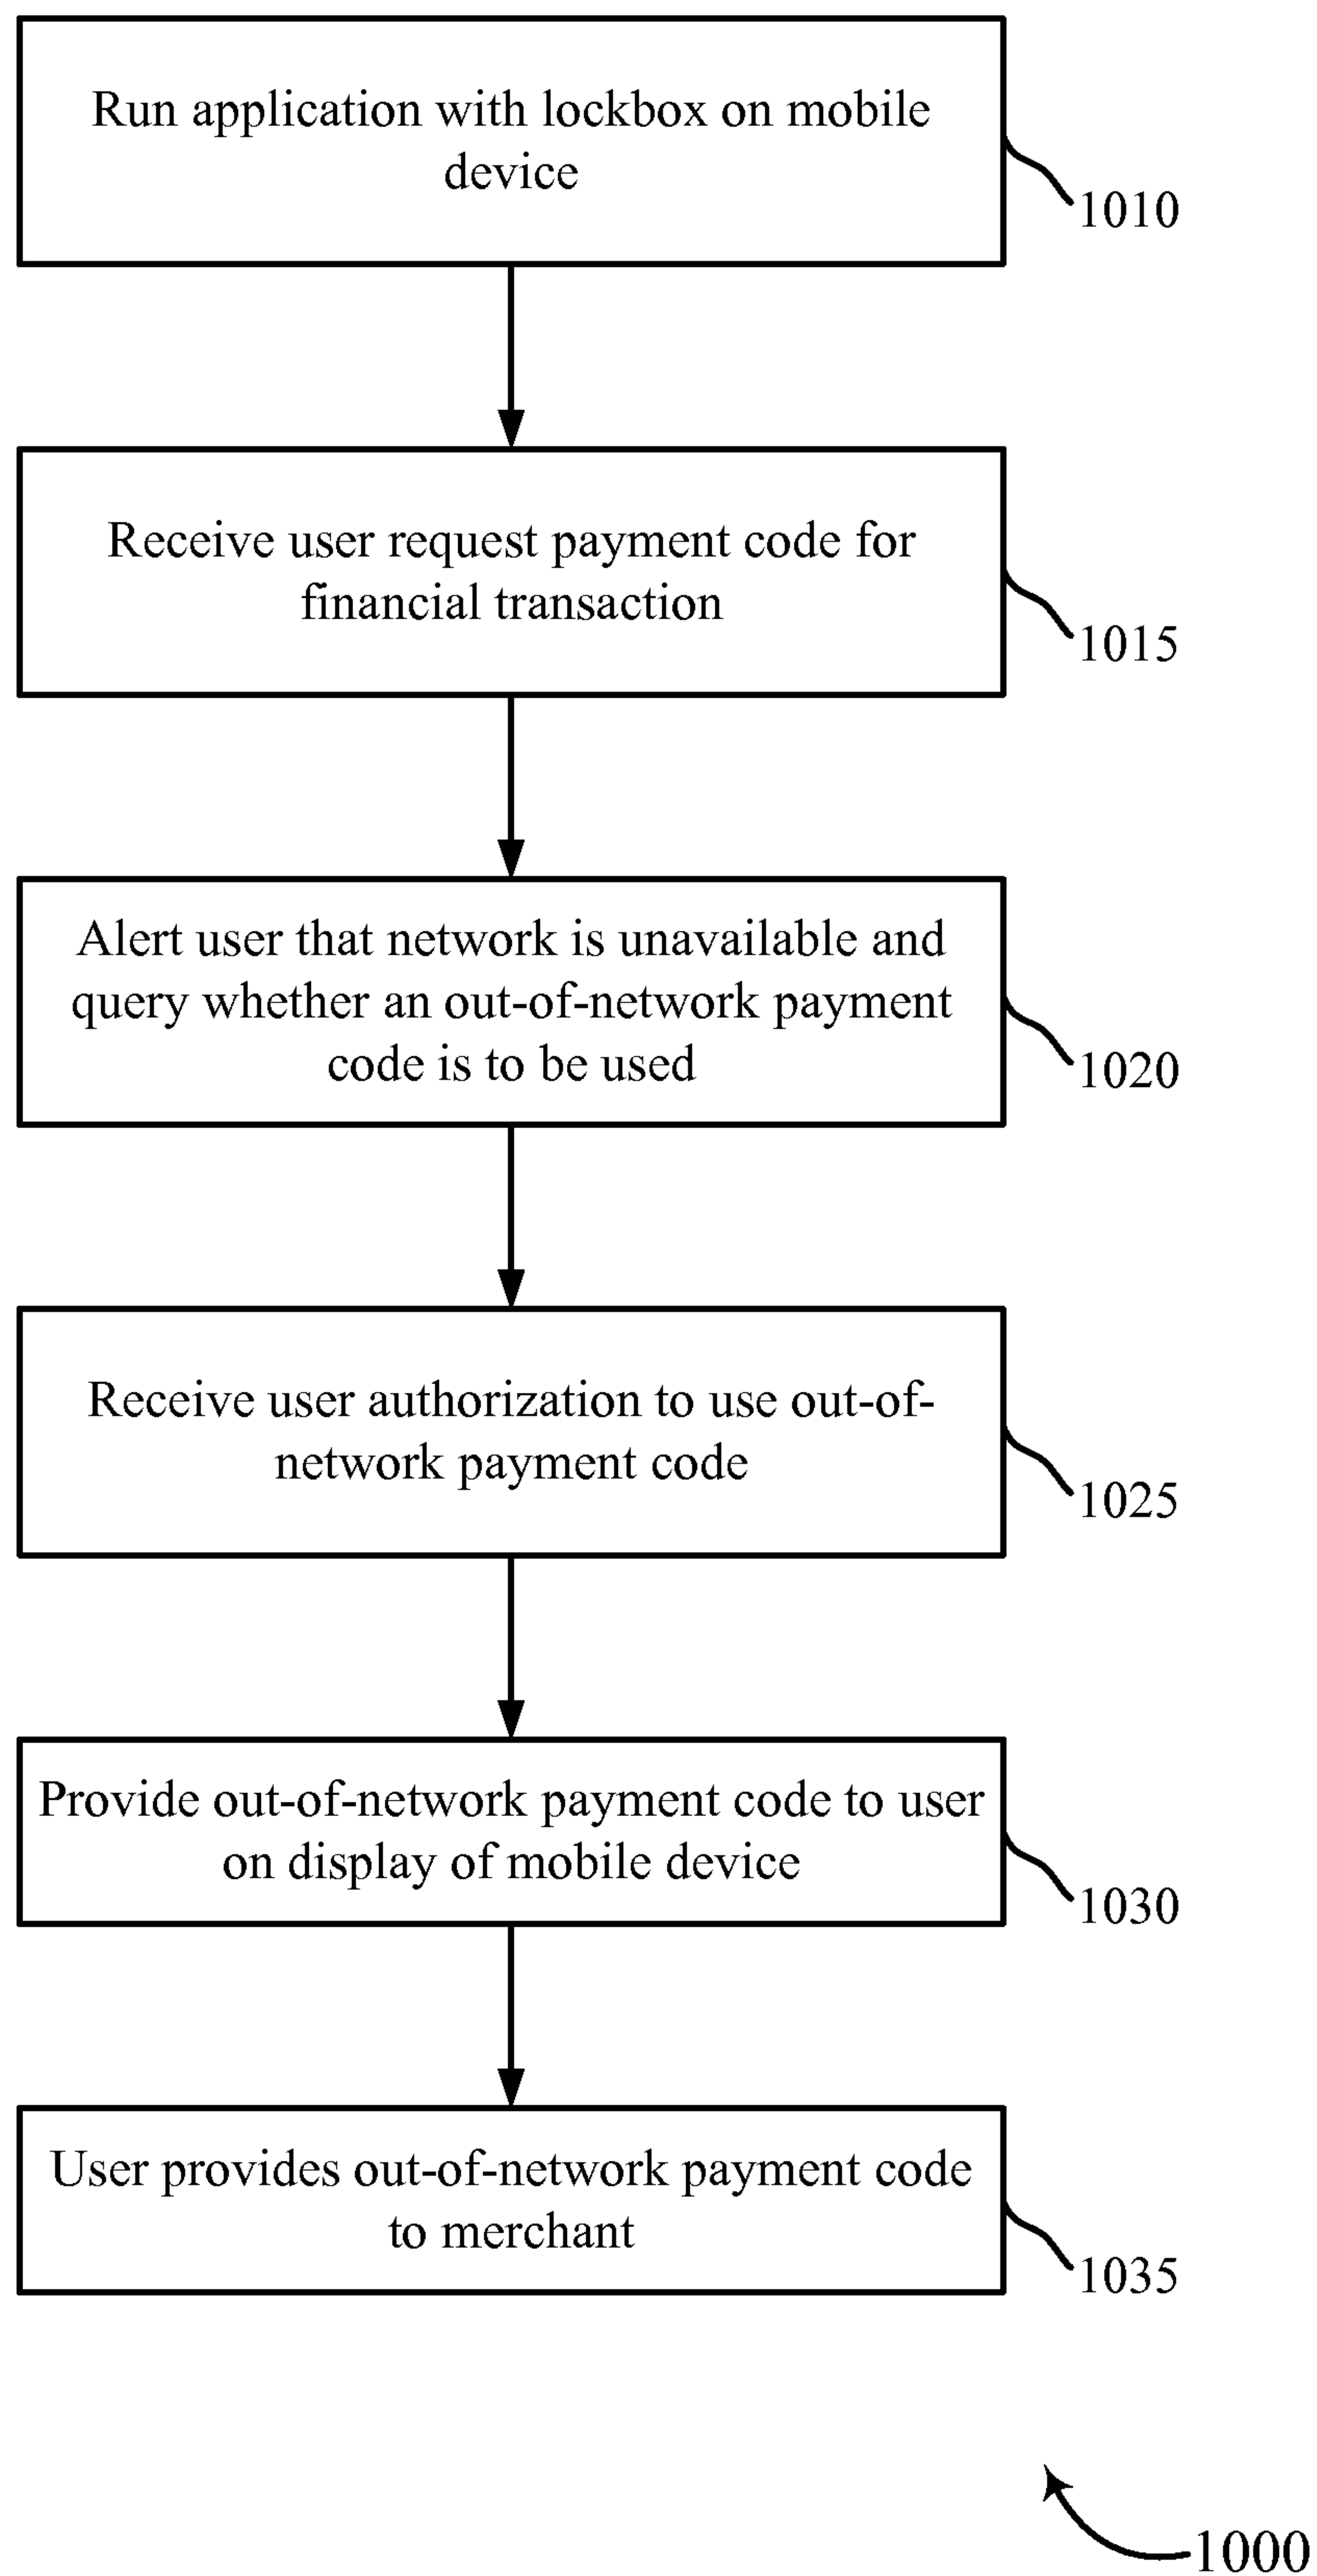 Run application with lockbox on mobile
device
1010
Receive user request payment code for
financial transaction
1015
Alert user that network is unavailable and
query whether an out-of-network payment
code is to be used
1020
Receive user authorization to use out-of-
network payment code
1025
Provide out-of-network payment code to user
on display of mobile device
1030
User provides out-of-network payment code
to merchant
1035
1000